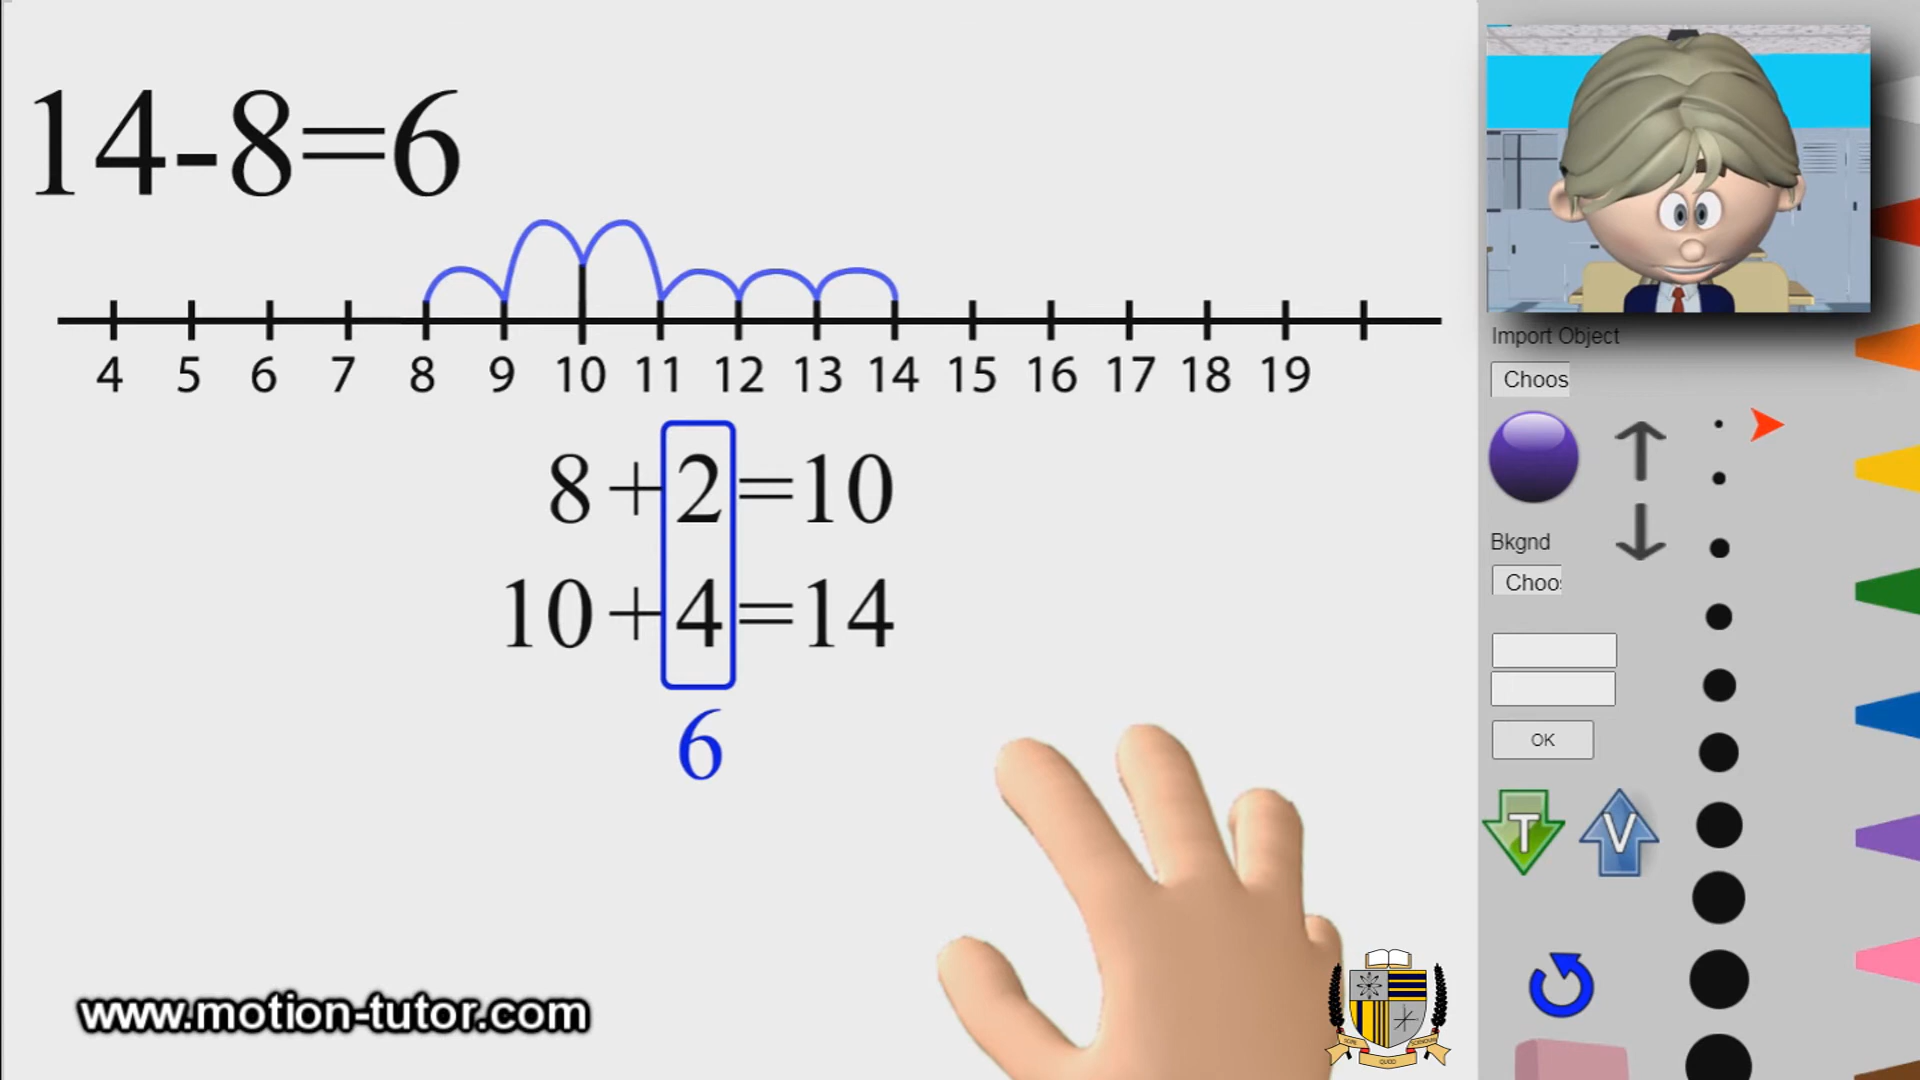 14-8=6
4 5 6 7 8 9 10 11 12 13 14 15 16 17 18 19
8+2=10
10+4=14
6
www.motion-tutor.com
Import Object
Choos
Bkgnd
Choo
OK
T V